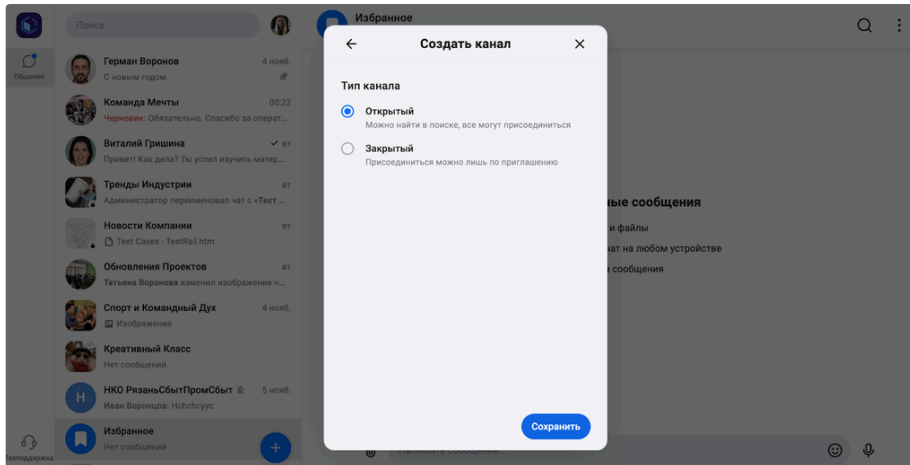 Поиск
Избранное
Общение
Герман Воронов
4 нояб.
С новым годом
Команда Мечты
00:22
Черновик: Обязательно. Спасибо за операт...
Виталий Гришина
вт
Привет! Как дела? Ты успел изучить матер...
Тренды Индустрии
вт
Администратор переименовал чат с «Тест ...
Новости Компании
вт
Test Cases - TestRail.htm
Обновления Проектов
вт
Татьяна Воронова изменил изображение ч...
Спорт и Командный Дух
4 нояб.
Изображение
Креативный Класс
Нет сообщений
НКО РязаньСбытПромСбыт
5 нояб.
Н
Иван Воронцов: Hchchcyyc
Избранное
Нет сообщений
Техподдержка
Создать канал
Тип канала
Открытый
Можно найти в поиске, все могут присоединиться
Закрытый
Присоединиться можно лишь по приглашению
Сохранить
ные сообщения
и файлы
чат на любом устройстве
сообщения
Напишите сообщение...